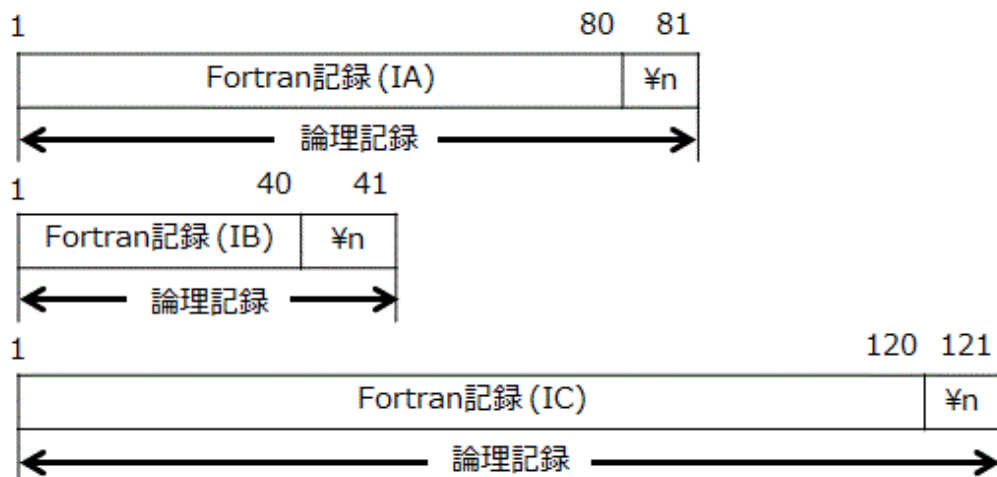 1 80 81
Fortran記録(IA) ¥n
論理記録
1 40 41
Fortran記録(IB) ¥n
論理記録
1 120 121
Fortran記録(IC) ¥n
論理記録